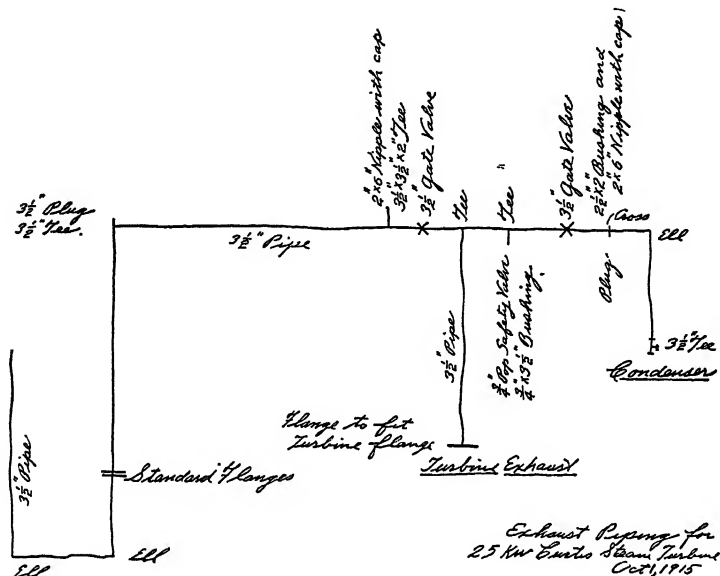 2"x6" Nipple with cap
3½"x3½"x2" Tee
3½" Gate Valve
Tee
Tee
3½" Gate Valve
2½"x2" Bushing and
2"x6" Nipple with cap
Cross
3½" Plug
3½" Tee.
3½" Pipe
Ell
Plug
3½" Pipe
¾" Pop Safety Valve
¾"x3½" Bushing.
3½" Tee
Condenser
Flange to fit
Turbine flange
Turbine Exhaust
3½" Pipe
Standard Flanges
Ell
Ell
Exhaust Piping for
25 Kw Curtis Steam Turbine
Oct 1, 1915